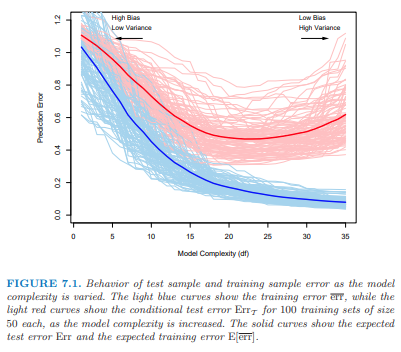 High Bias
Low Variance
Low Bias
High Variance
Prediction Error
1.2
1.0
0.8
0.6
0.4
0.2
0.0
0 5 10 15 20 25 30 35
Model Complexity (df)
FIGURE 7.1. Behavior of test sample and training sample error as the model
complexity is varied. The light blue curves show the training error err, while the
light red curves show the conditional test error Err_T for 100 training sets of size
50 each, as the model complexity is increased. The solid curves show the expected
test error Err and the expected training error E[err].